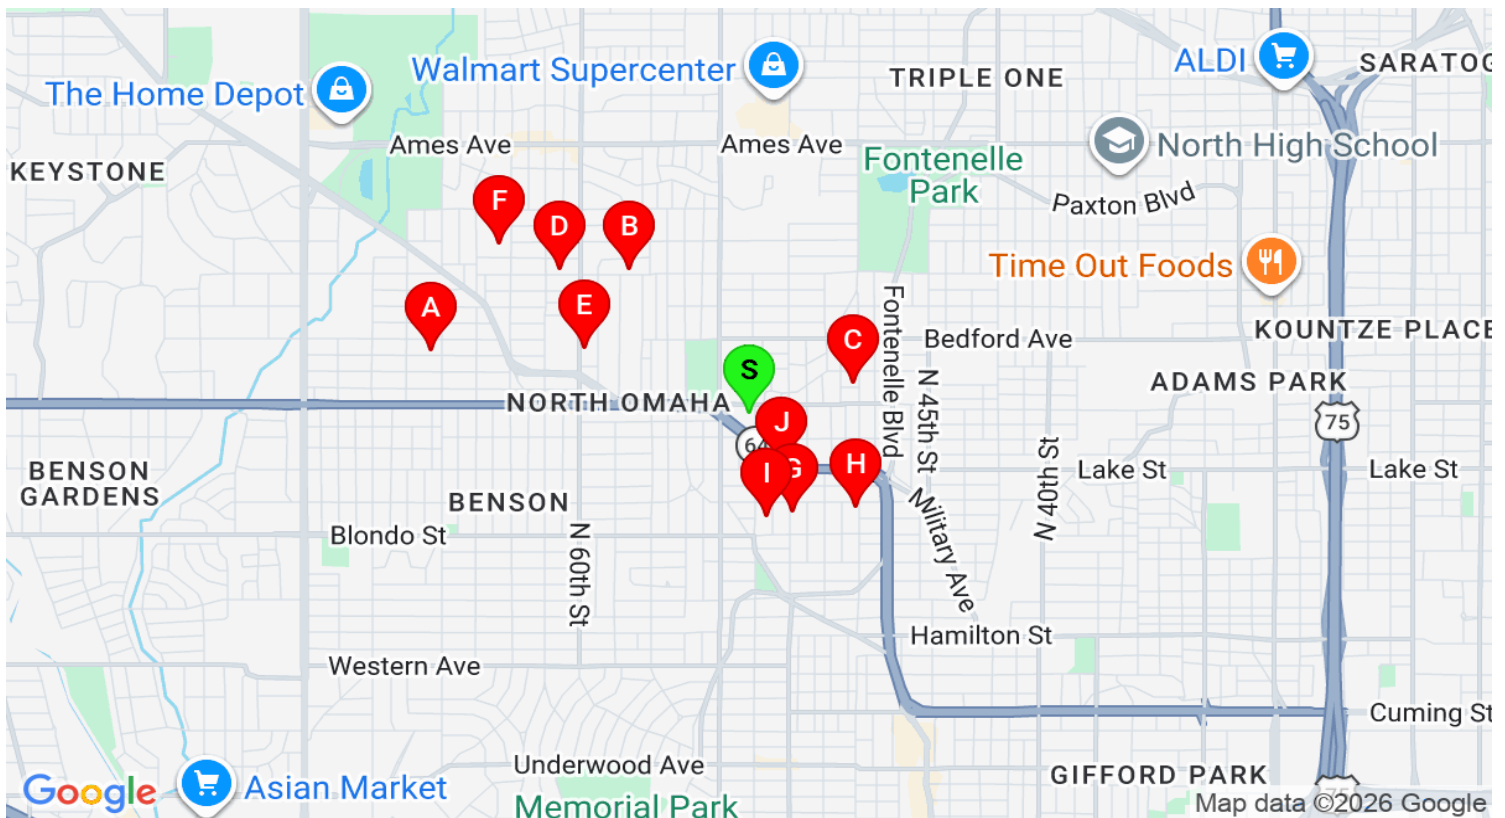 The Home Depot
Walmart Supercenter
TRIPLE ONE
ALDI
SARATOG
Ames Ave
Ames Ave
North High School
KEYSTONE
Fontenelle
Park
Paxton Blvd
F
D
B
Time Out Foods
A
E
C
Fontenelle Blvd
Bedford Ave
KOUNTZE PLACE
S
N 45th St
ADAMS PARK
NORTH OMAHA
J
75
64
BENSON
GARDENS
I
G
H
Lake St
Lake St
N 40th St
BENSON
Military Ave
Blondo St
N 60th St
Hamilton St
Western Ave
Cuming St
Underwood Ave
GIFFORD PARK
Google
Asian Market
Memorial Park
75
Map data ©2026 Google